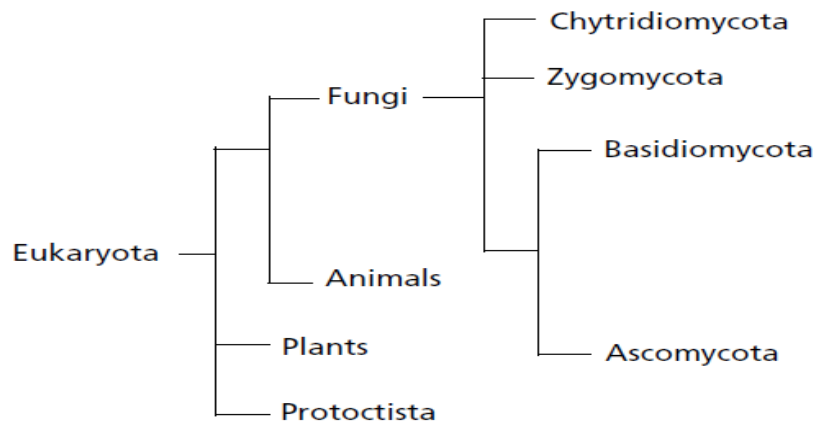 Chytridiomycota
Zygomycota
Fungi
Basidiomycota
Eukaryota
Animals
Plants
Ascomycota
Protoctista